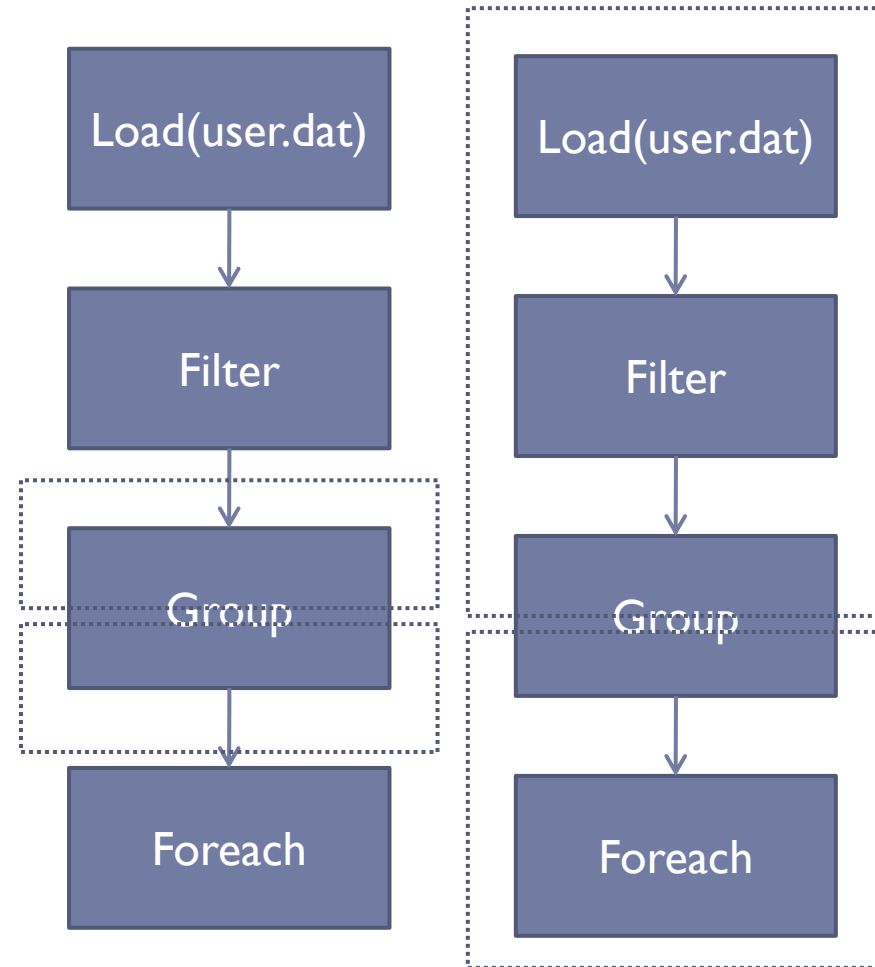 Load(user.dat)
Filter
Group
Foreach
Load(user.dat)
Filter
Group
Foreach